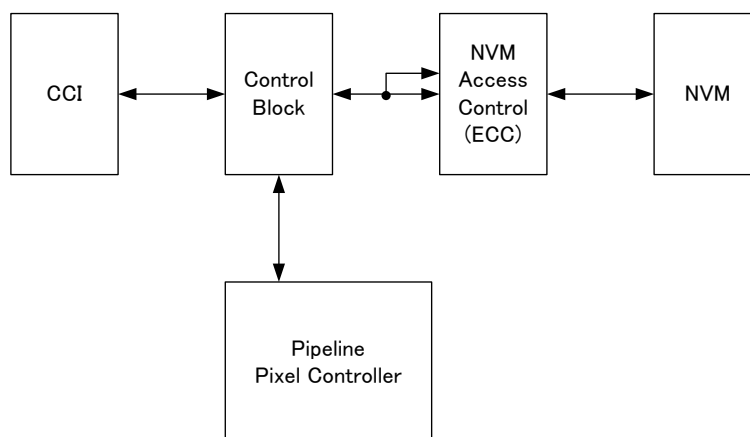 CCI
Control
Block
NVM
Access
Control
(ECC)
NVM
Pipeline
Pixel Controller